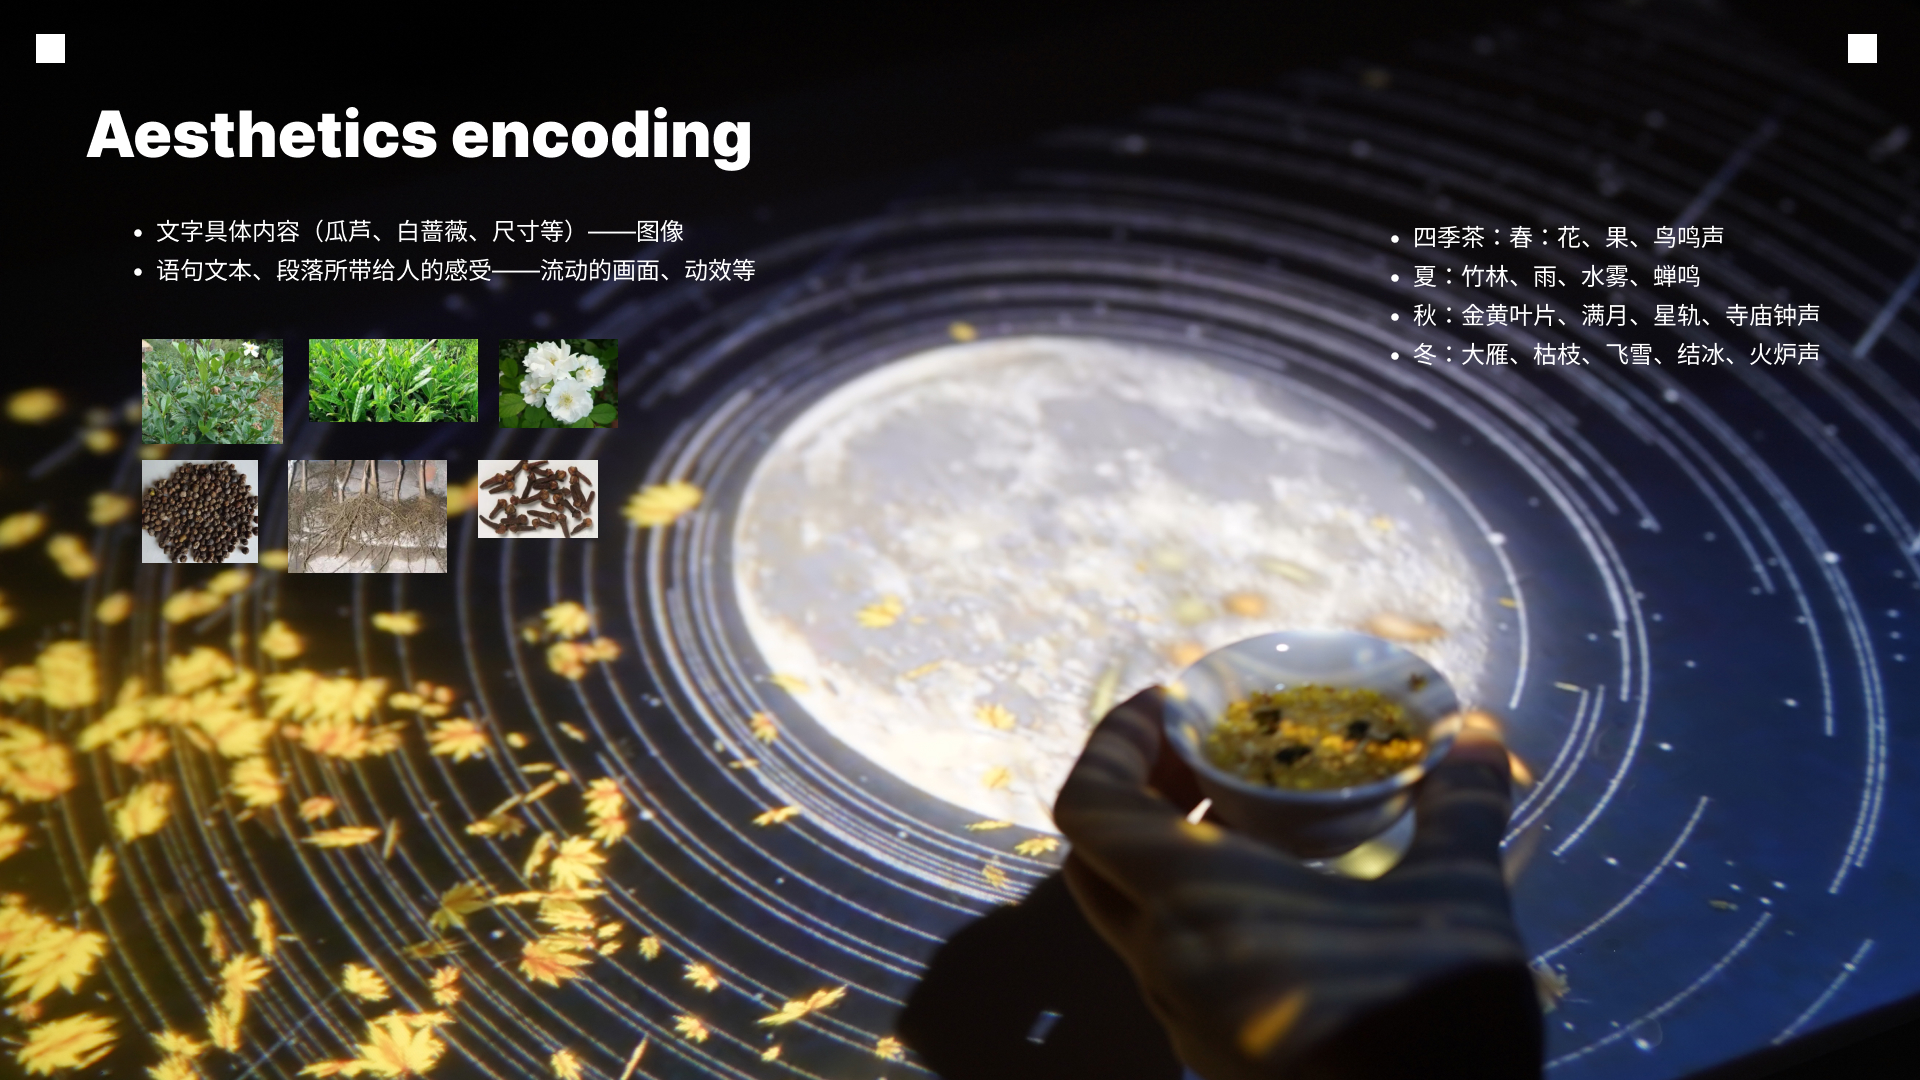 Aesthetics encoding
• 文字具体内容（瓜芦、白蔷薇、尺寸等）——图像
• 语句文本、段落所带给人的感受——流动的画面、动效等
• 四季茶：春：花、果、鸟鸣声
• 夏：竹林、雨、水雾、蝉鸣
• 秋：金黄叶片、满月、星轨、寺庙钟声
• 冬：大雁、枯枝、飞雪、结冰、火炉声